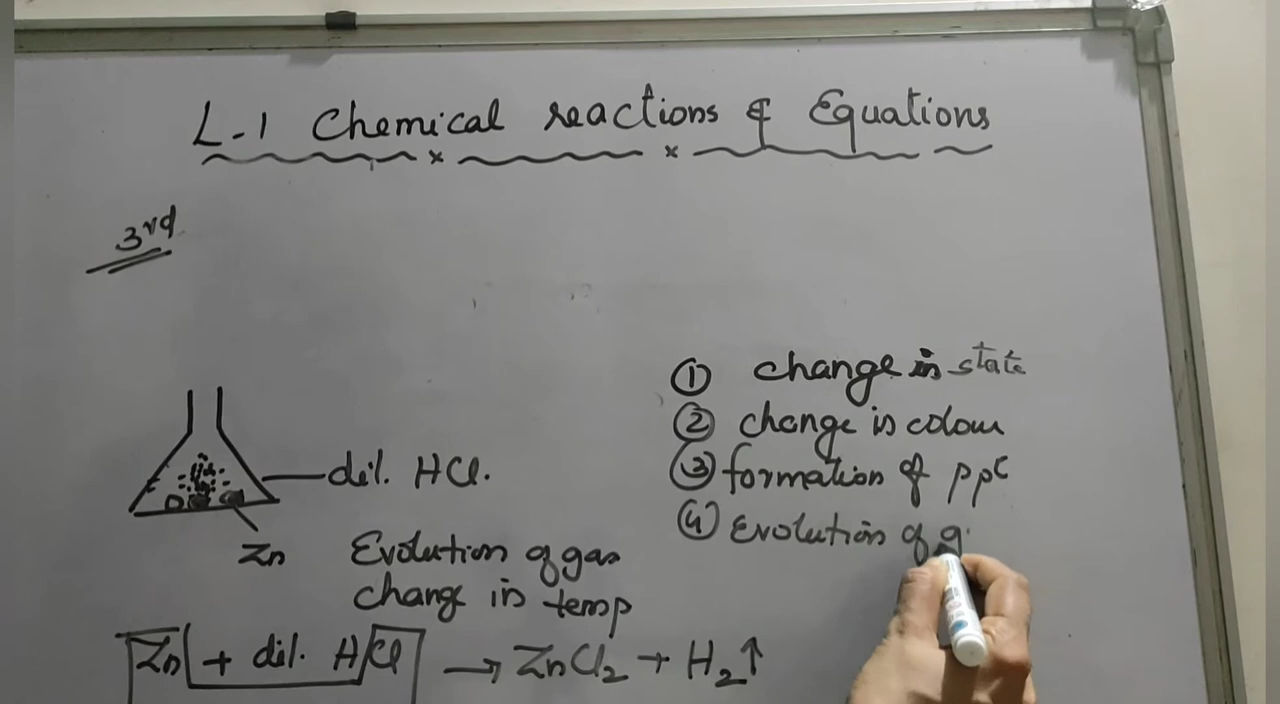 L-1 Chemical reactions & Equations
3rd
① change in state
② change in colour
③ formation of ppt
④ Evolution of g
dil. HCl.
Zn
Evolution of gas
change in temp
Zn + dil. HCl → ZnCl₂ + H₂↑